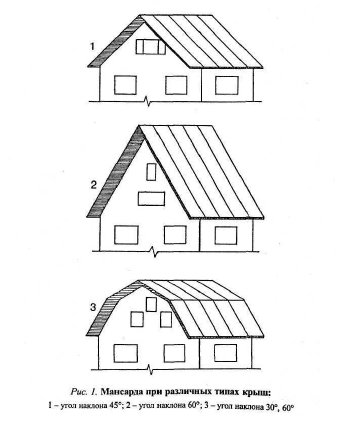 1
2
3
Рис. 1. Мансарда при различных типах крыш:
1 – угол наклона 45°; 2 – угол наклона 60°; 3 – угол наклона 30°, 60°